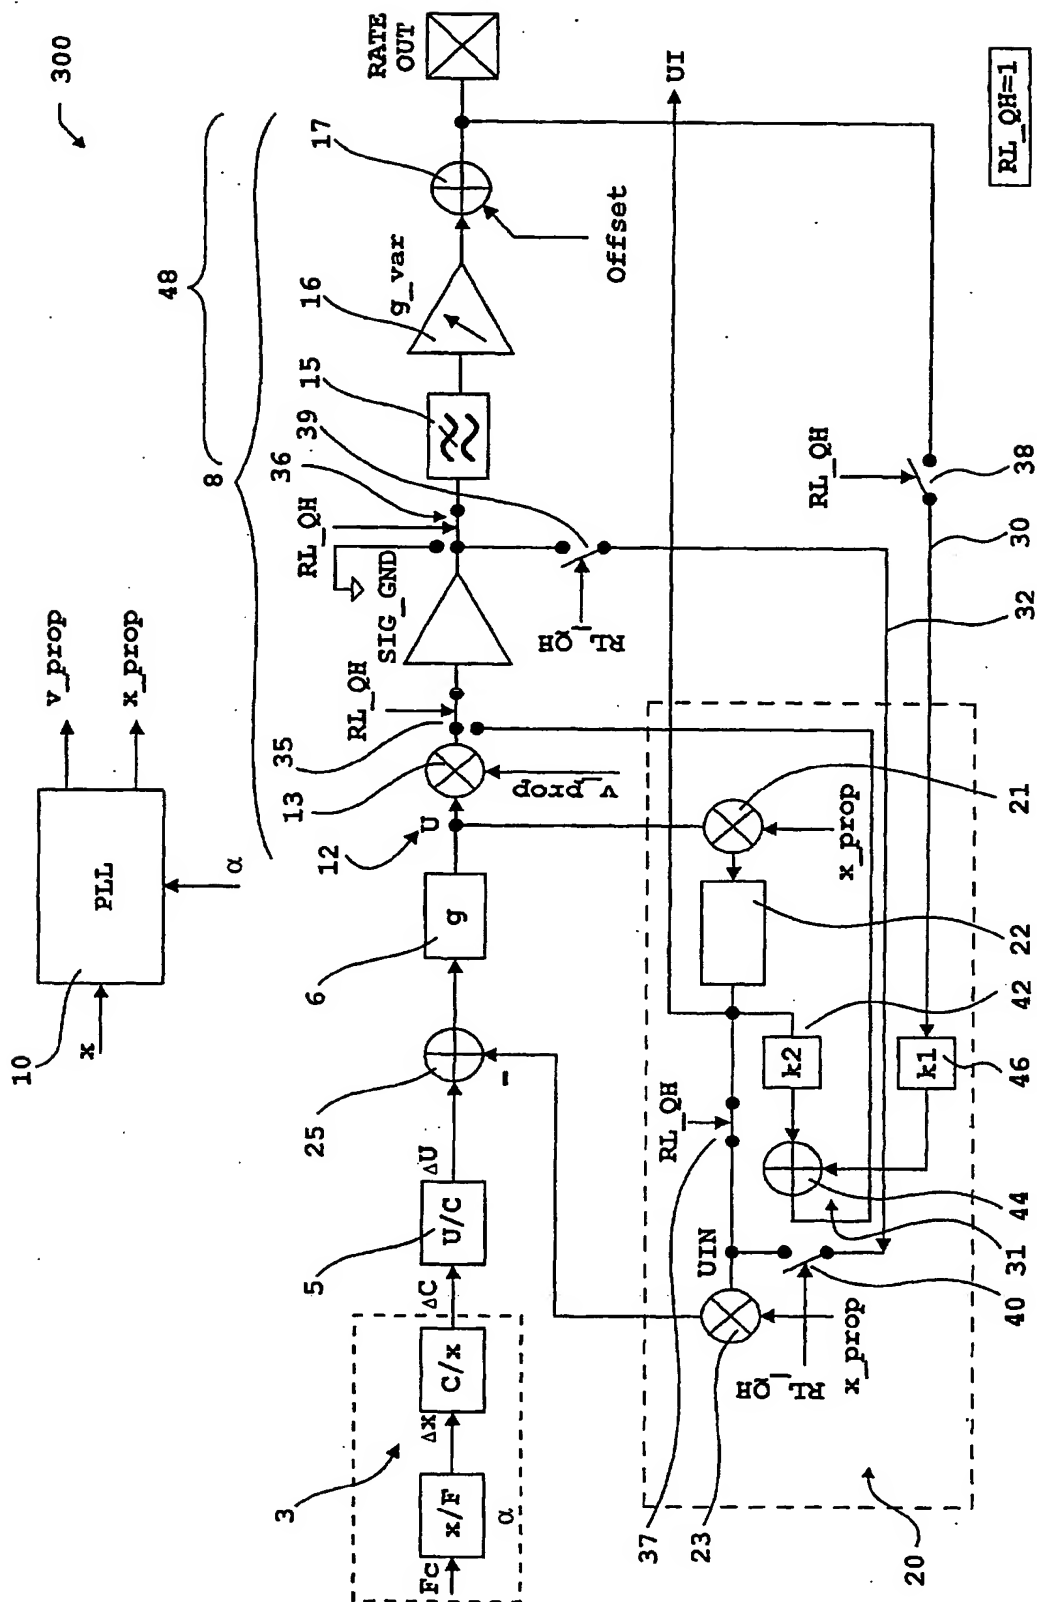 300
10
PLL
x
α
v_prop
x_prop
48
8
3
Fc
x/F
α
Δx
C/x
ΔC
5
U/C
ΔU
25
-
6
g
12
U
13
v_prop
35
RL_QH
SIG_GND
RL_QH
36
39
RL_QH
15
16
g_var
17
Offset
RATE
OUT
UI
37
23
UIN
x_prop
RL_QH
40
RL_QH
k2
42
22
21
x_prop
44
31
k1
46
32
30
RL_QH
38
20
RL_QH=1